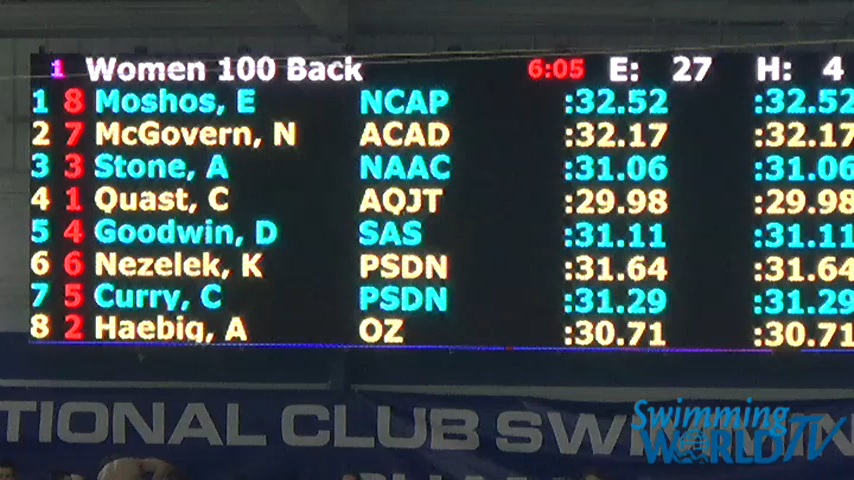 1 Women 100 Back 6:05 E: 27 H: 4
1 8 Moshos, E NCAP :32.52 :32.52
2 7 McGovern, N ACAD :32.17 :32.17
3 3 Stone, A NAAC :31.06 :31.06
4 1 Quast, C AQJT :29.98 :29.98
5 4 Goodwin, D SAS :31.11 :31.11
6 6 Nezelek, K PSDN :31.64 :31.64
7 5 Curry, C PSDN :31.29 :31.29
8 2 Haebig, A OZ :30.71 :30.71
TIONAL CLUB SWIM
Swimming
WORLD TV